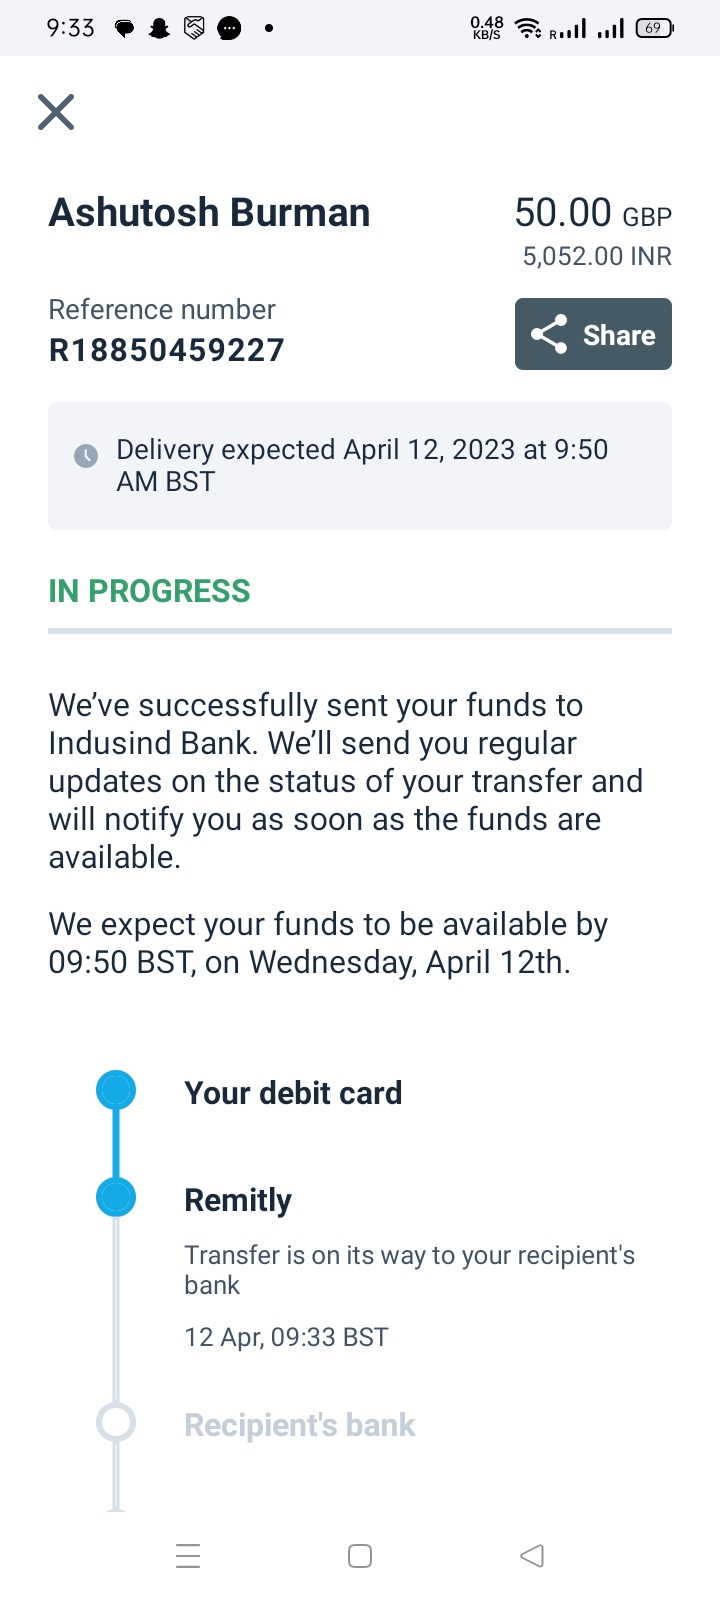 9:33
0.48
KB/S
R
69
Ashutosh Burman
50.00 GBP
5,052.00 INR
Reference number
R18850459227
Share
Delivery expected April 12, 2023 at 9:50
AM BST
IN PROGRESS
We’ve successfully sent your funds to
Indusind Bank. We’ll send you regular
updates on the status of your transfer and
will notify you as soon as the funds are
available.
We expect your funds to be available by
09:50 BST, on Wednesday, April 12th.
Your debit card
Remitly
Transfer is on its way to your recipient's
bank
12 Apr, 09:33 BST
Recipient's bank